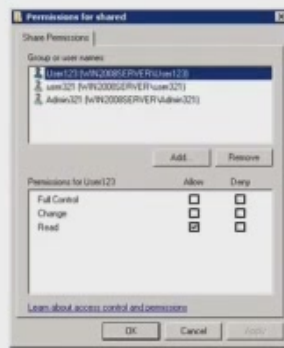 Permissions for shared
Share Permissions
Group or user names:
User123 (WIN2008SERVER\User123)
user321 (WIN2008SERVER\user321)
Admin321 (WIN2008SERVER\Admin321)
Add... Remove
Permissions for User123 Allow Deny
Full Control
Change
Read
Learn about access control and permissions
OK Cancel Apply